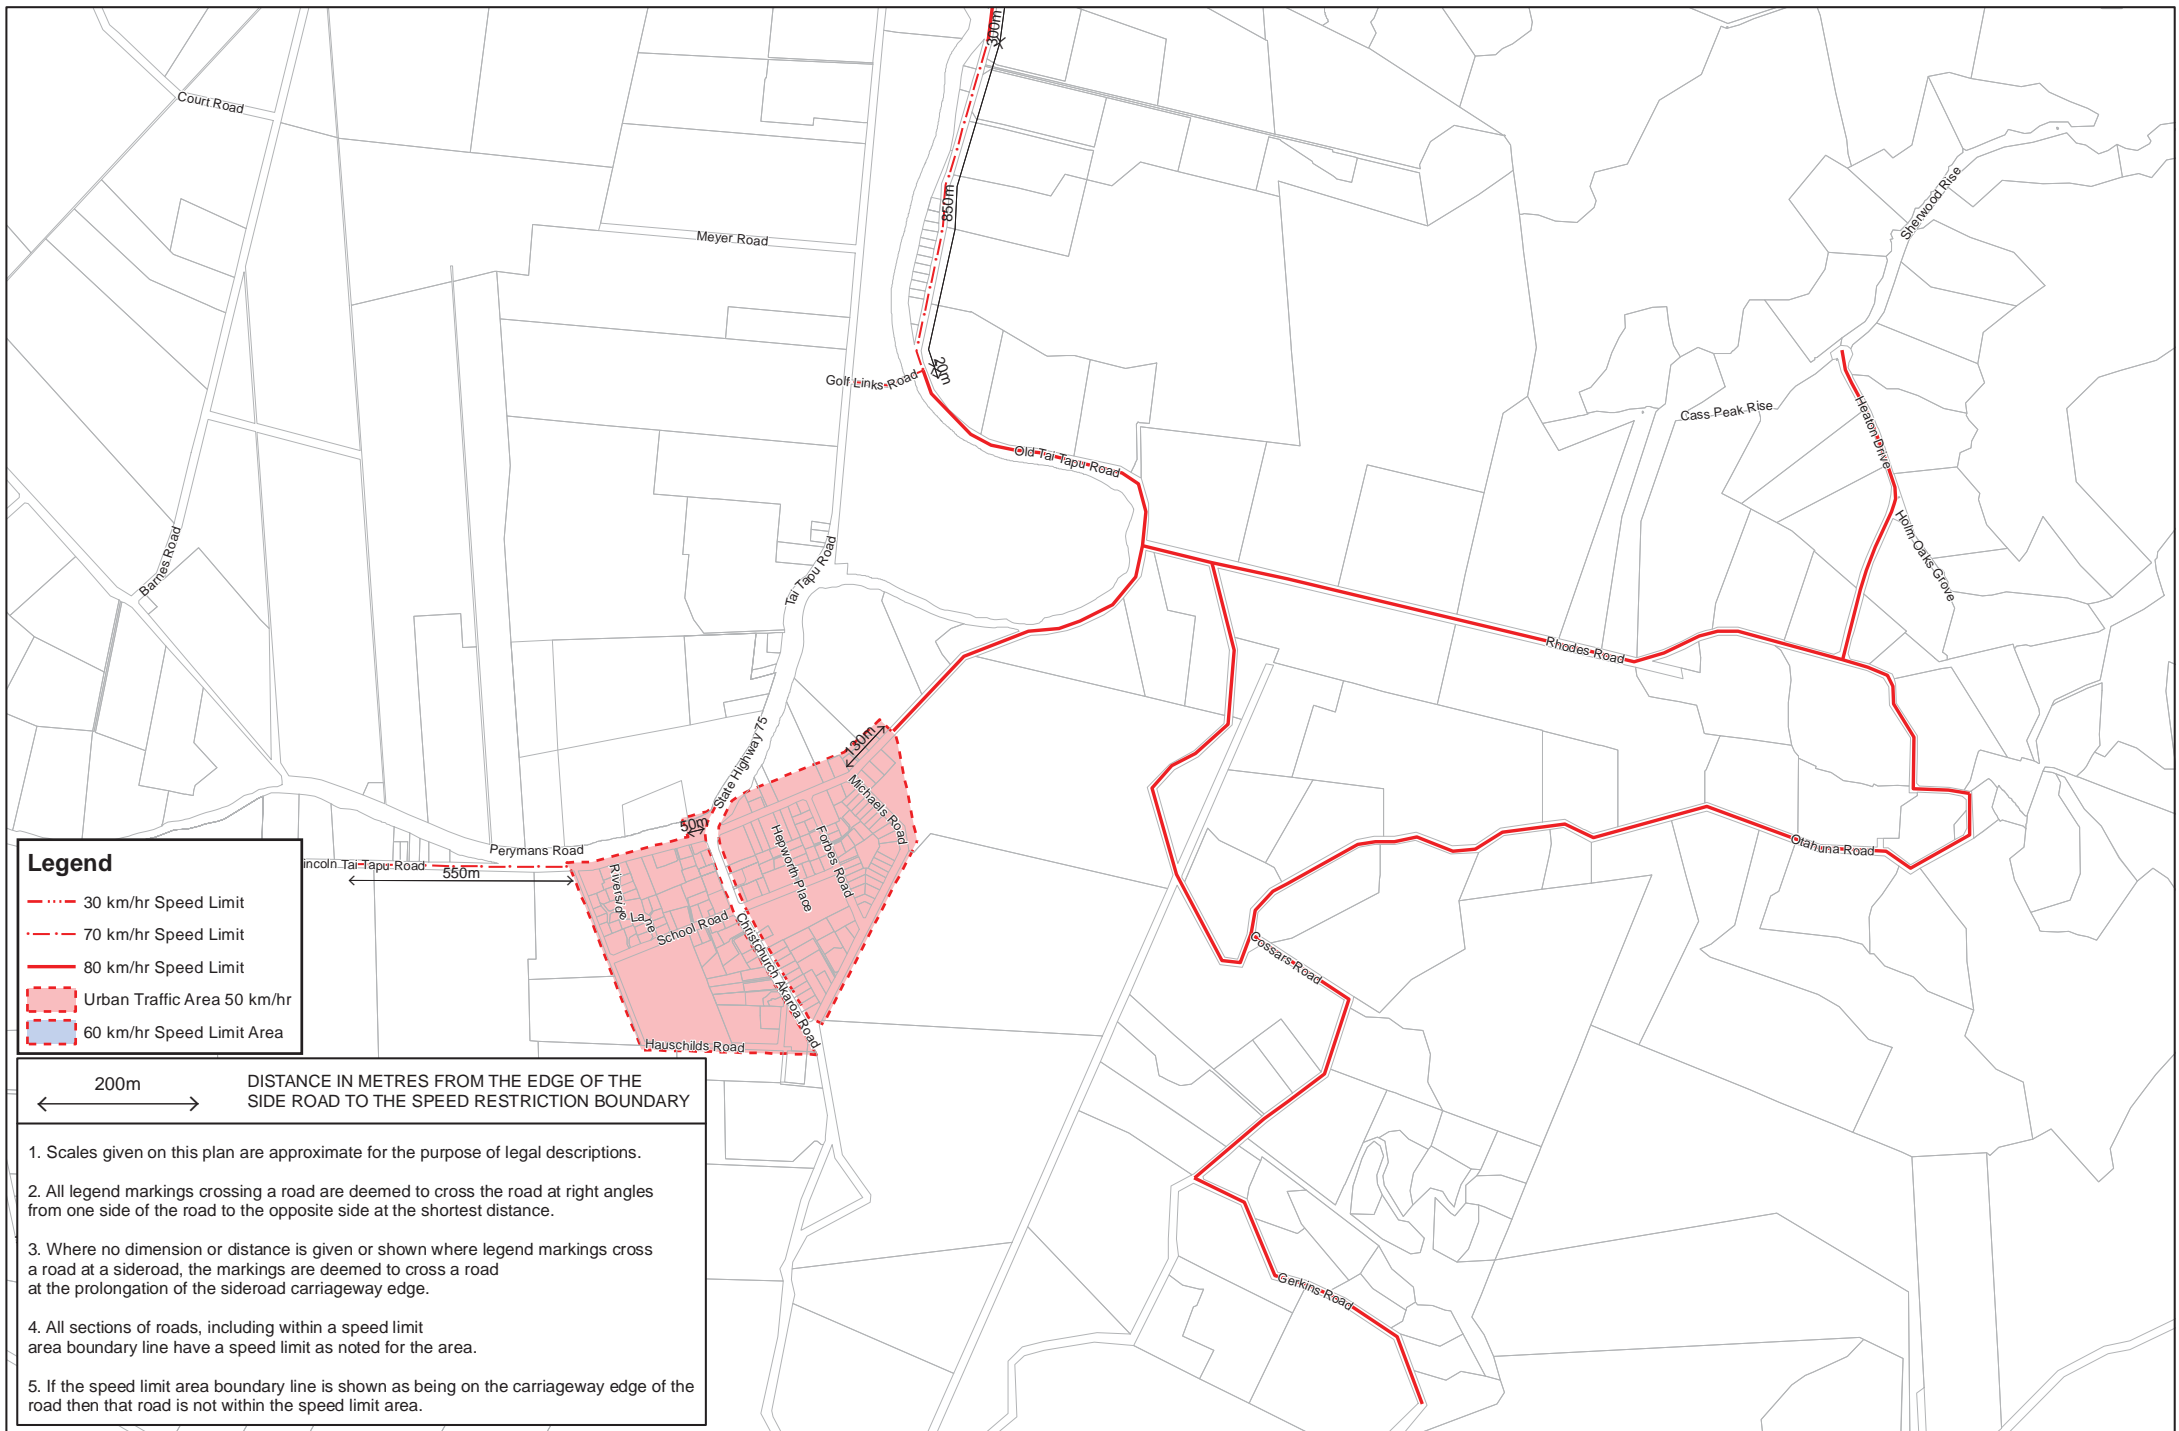 300m
Court Road
Sherwood Rise
850m
Meyer Road
20m
Golf Links Road
Cass Peak Rise
Heaton Drive
Old Tai Tapu Road
Holm Oaks Grove
Barnes Road
Tai Tapu Road
Rhodes Road
State Highway 75
130m
Michaels Road
50m
Forbes Road
Hepworth Place
Perymans Road
Otahuna Road
incoln Tai Tapu Road
550m
Riverside Lane
School Road
Christchurch Akaroa Road
Cossars Road
Hauschilds Road
Gerkins Road
Legend
30 km/hr Speed Limit
70 km/hr Speed Limit
80 km/hr Speed Limit
Urban Traffic Area 50 km/hr
60 km/hr Speed Limit Area
200m
DISTANCE IN METRES FROM THE EDGE OF THE
SIDE ROAD TO THE SPEED RESTRICTION BOUNDARY
1. Scales given on this plan are approximate for the purpose of legal descriptions.
2. All legend markings crossing a road are deemed to cross the road at right angles
from one side of the road to the opposite side at the shortest distance.
3. Where no dimension or distance is given or shown where legend markings cross
a road at a sideroad, the markings are deemed to cross a road
at the prolongation of the sideroad carriageway edge.
4. All sections of roads, including within a speed limit
area boundary line have a speed limit as noted for the area.
5. If the speed limit area boundary line is shown as being on the carriageway edge of the
road then that road is not within the speed limit area.